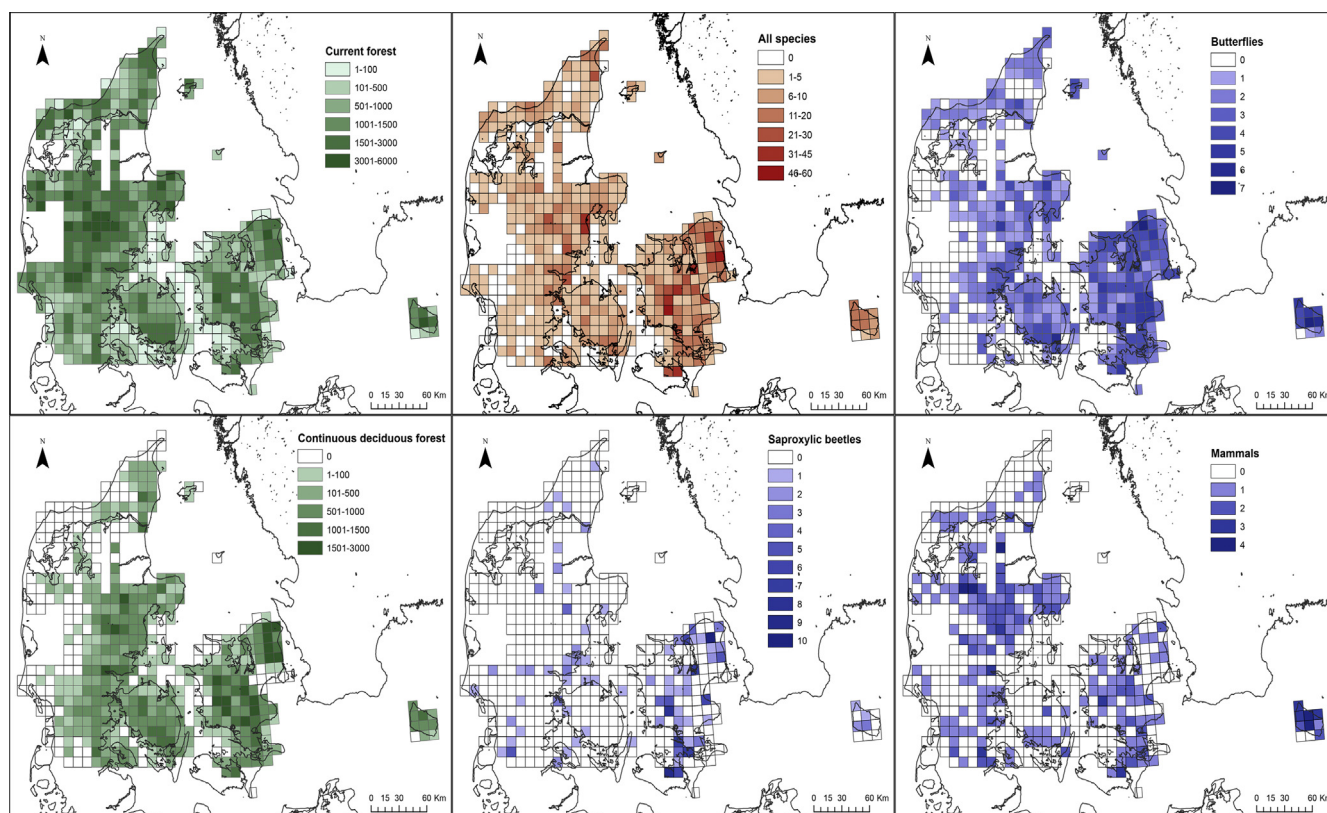 N
Current forest
1-100
101-500
501-1000
1001-1500
1501-3000
3001-6000
0 15 30 60 Km
N
All species
0
1-5
6-10
11-20
21-30
31-45
46-60
0 15 30 60 Km
N
Butterflies
0
1
2
3
4
5
6
7
0 15 30 60 Km
N
Continuous deciduous forest
0
1-100
101-500
501-1000
1001-1500
1501-3000
0 15 30 60 Km
N
Saproxylic beetles
0
1
2
3
4
5
6
7
8
9
10
0 15 30 60 Km
N
Mammals
0
1
2
3
4
0 15 30 60 Km